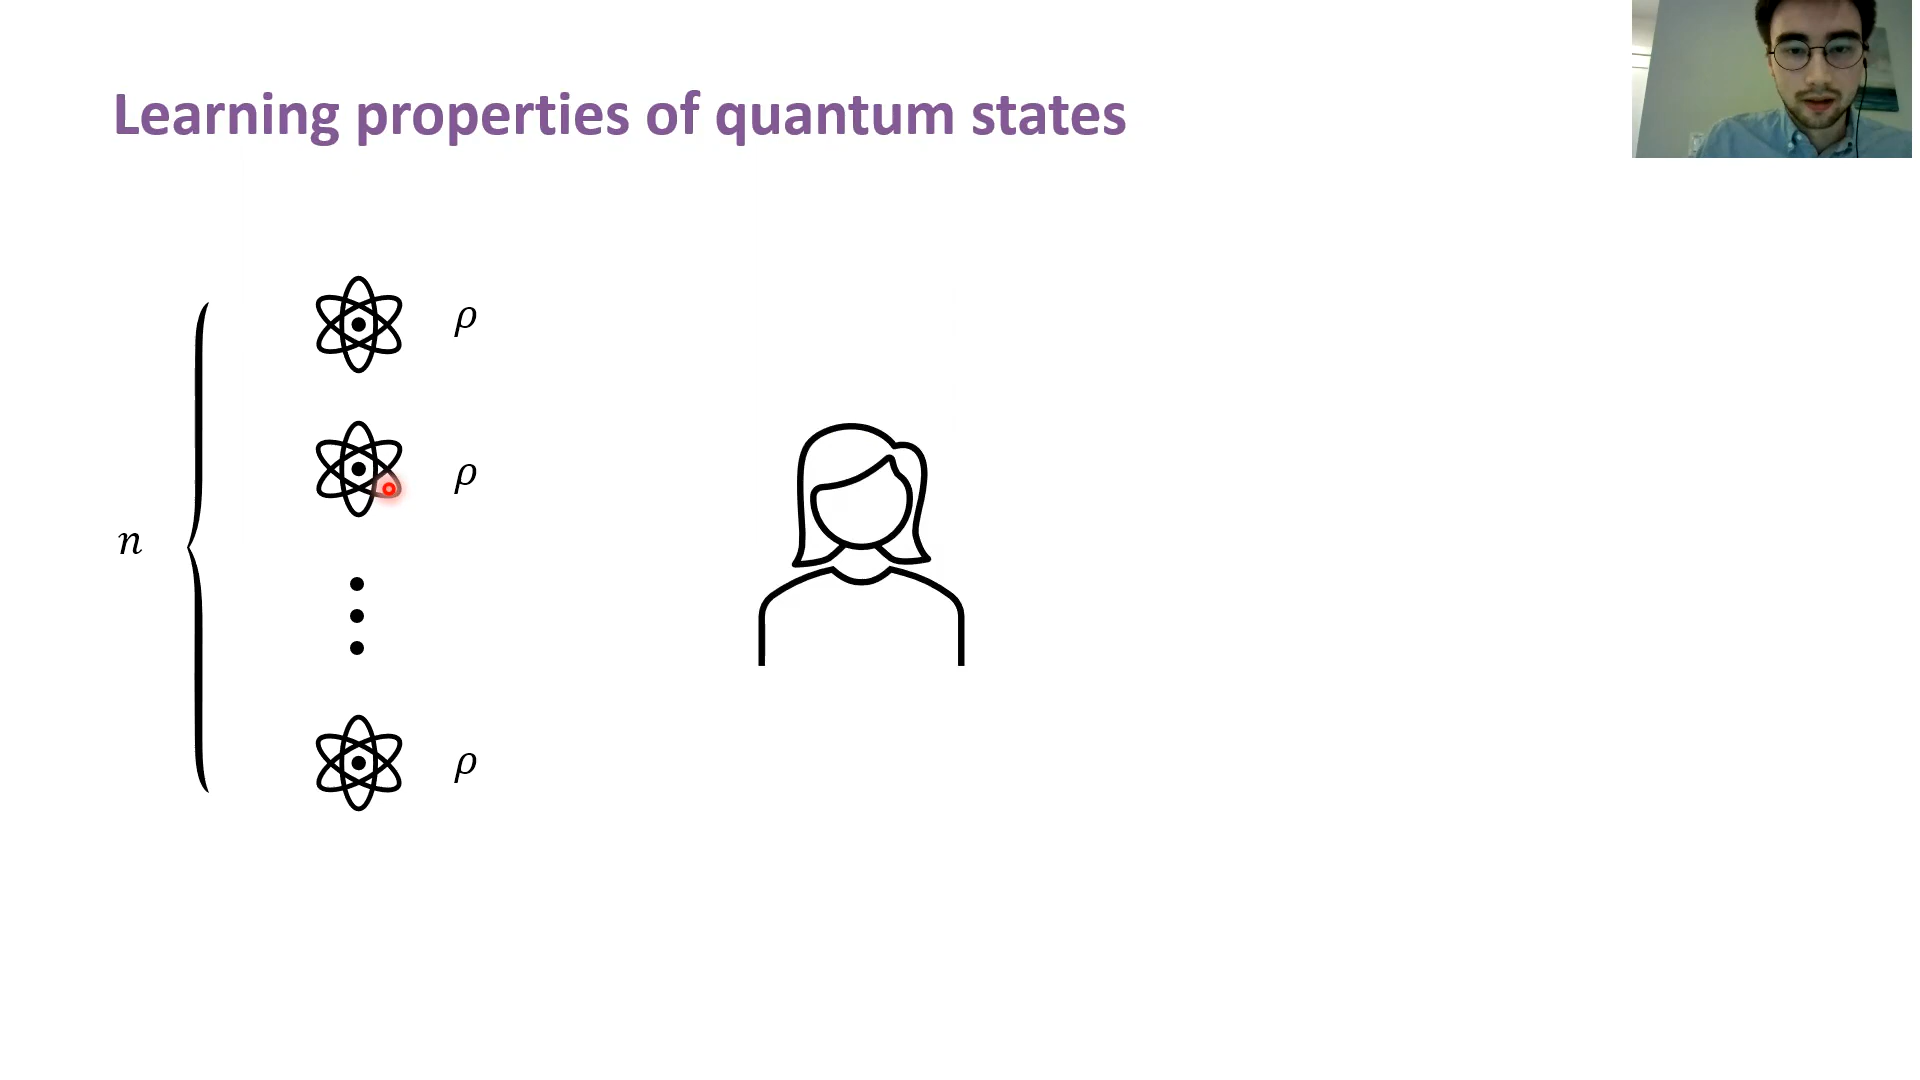 Learning properties of quantum states
ρ
ρ
n
ρ